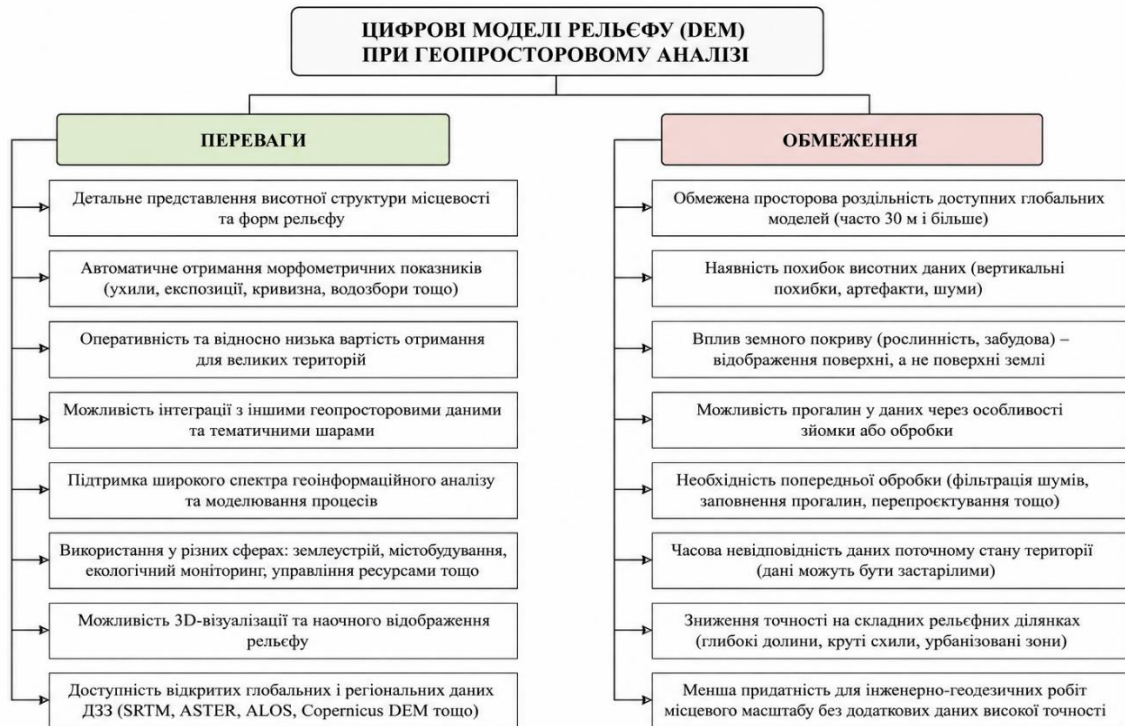 ЦИФРОВІ МОДЕЛІ РЕЛЬЄФУ (DEM)
ПРИ ГЕОПРОСТОРОВОМУ АНАЛІЗІ
ПЕРЕВАГИ
Детальне представлення висотної структури місцевості
та форм рельєфу
Автоматичне отримання морфометричних показників
(ухили, експозиції, кривизна, водозбори тощо)
Оперативність та відносно низька вартість отримання
для великих територій
Можливість інтеграції з іншими геопросторовими даними
та тематичними шарами
Підтримка широкого спектра геоінформаційного аналізу
та моделювання процесів
Використання у різних сферах: землеустрій, містобудування,
екологічний моніторинг, управління ресурсами тощо
Можливість 3D-візуалізації та наочного відображення
рельєфу
Доступність відкритих глобальних і регіональних даних
ДЗЗ (SRTM, ASTER, ALOS, Copernicus DEM тощо)
ОБМЕЖЕННЯ
Обмежена просторова роздільність доступних глобальних
моделей (часто 30 м і більше)
Наявність похибок висотних даних (вертикальні
похибки, артефакти, шуми)
Вплив земного покриву (рослинність, забудова) –
відображення поверхні, а не поверхні землі
Можливість прогалин у даних через особливості
зйомки або обробки
Необхідність попередньої обробки (фільтрація шумів,
заповнення прогалин, перепроєктування тощо)
Часова невідповідність даних поточному стану території
(дані можуть бути застарілими)
Зниження точності на складних рельєфних ділянках
(глибокі долини, круті схили, урбанізовані зони)
Менша придатність для інженерно-геодезичних робіт
місцевого масштабу без додаткових даних високої точності